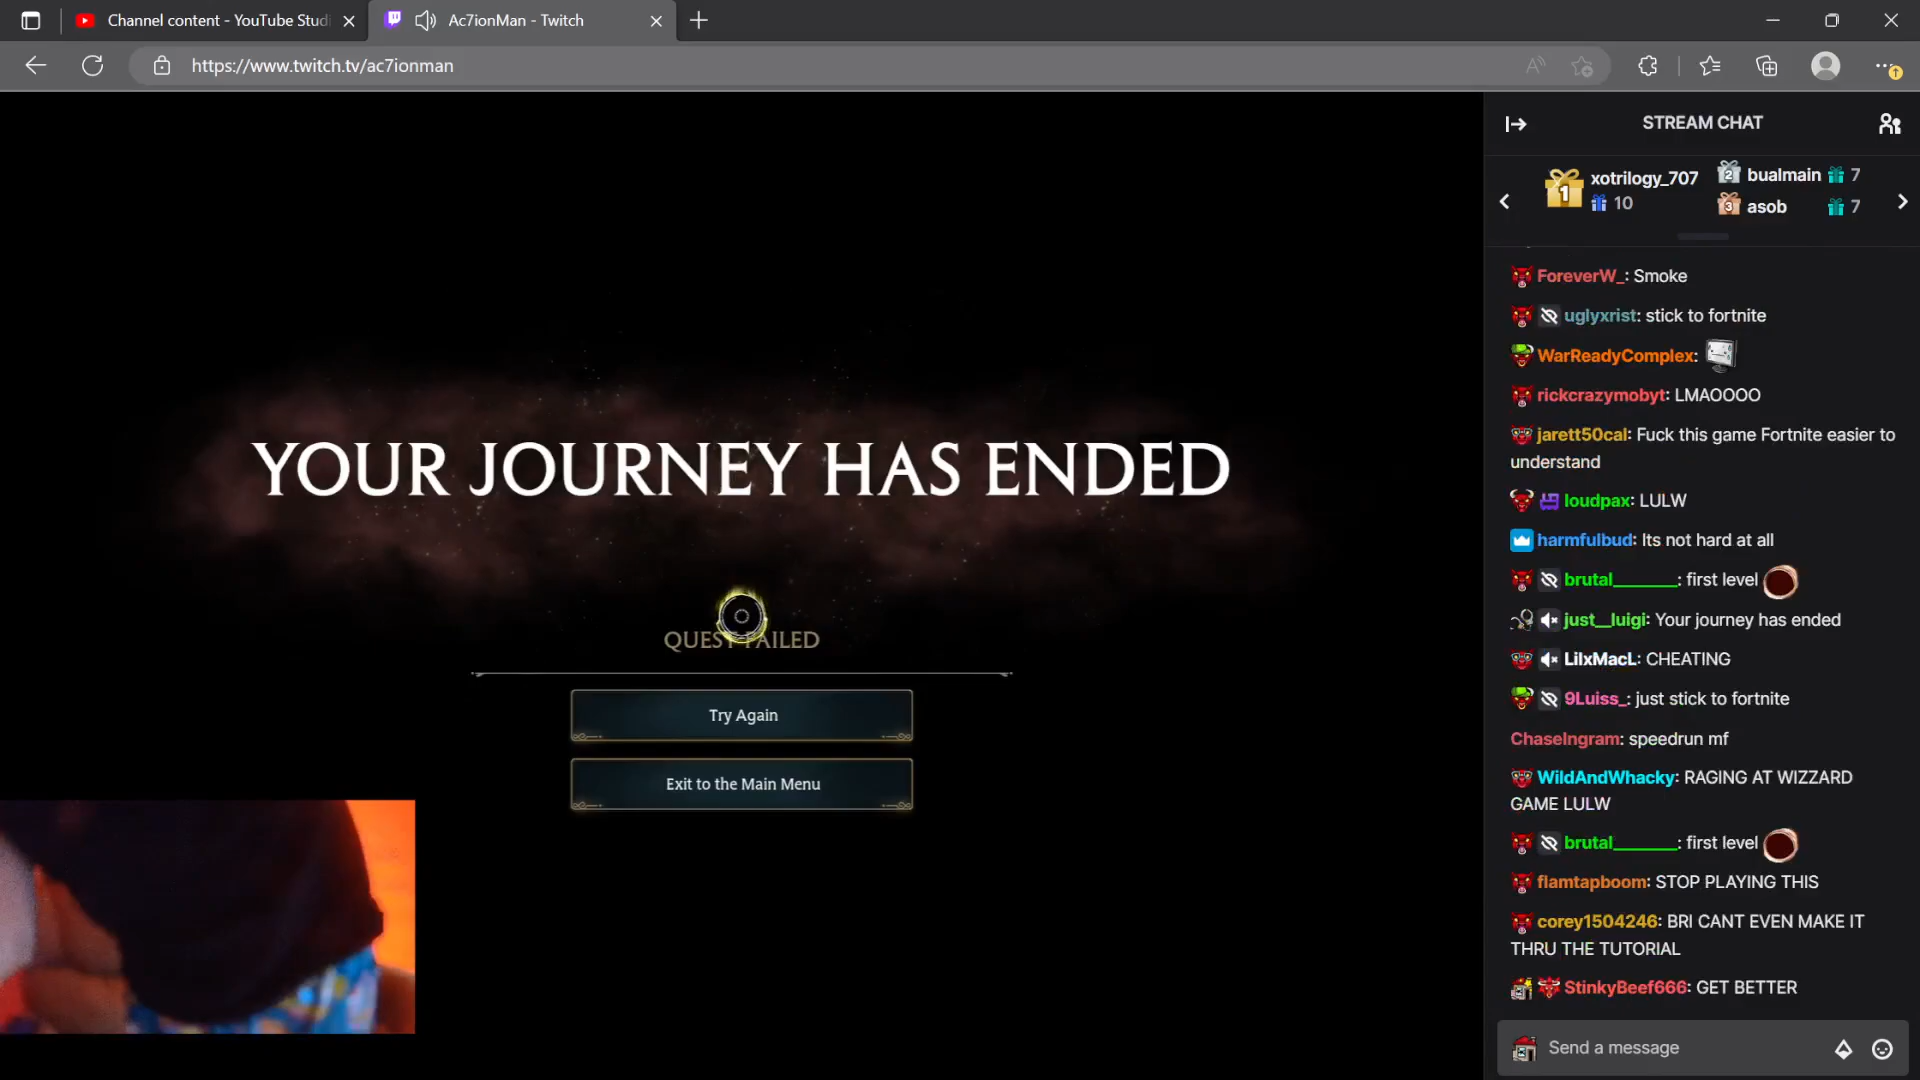 Channel content - YouTube Studi
Ac7ionMan - Twitch
https://www.twitch.tv/ac7ionman
STREAM CHAT
1 xotrilogy_707 10
2 bualmain 7
3 asob 7
ForeverW_: Smoke
uglyxrist: stick to fortnite
WarReadyComplex:
rickcrazymobyt: LMAOOOO
jarett50cal: Fuck this game Fortnite easier to
understand
loudpax: LULW
harmfulbud: Its not hard at all
brutal_______: first level
just__luigi: Your journey has ended
LilxMacL: CHEATING
9Luiss_: just stick to fortnite
ChaseIngram: speedrun mf
WildAndWhacky: RAGING AT WIZZARD
GAME LULW
brutal_______: first level
flamtapboom: STOP PLAYING THIS
corey1504246: BRI CANT EVEN MAKE IT
THRU THE TUTORIAL
StinkyBeef666: GET BETTER
Send a message
YOUR JOURNEY HAS ENDED
QUEST FAILED
Try Again
Exit to the Main Menu